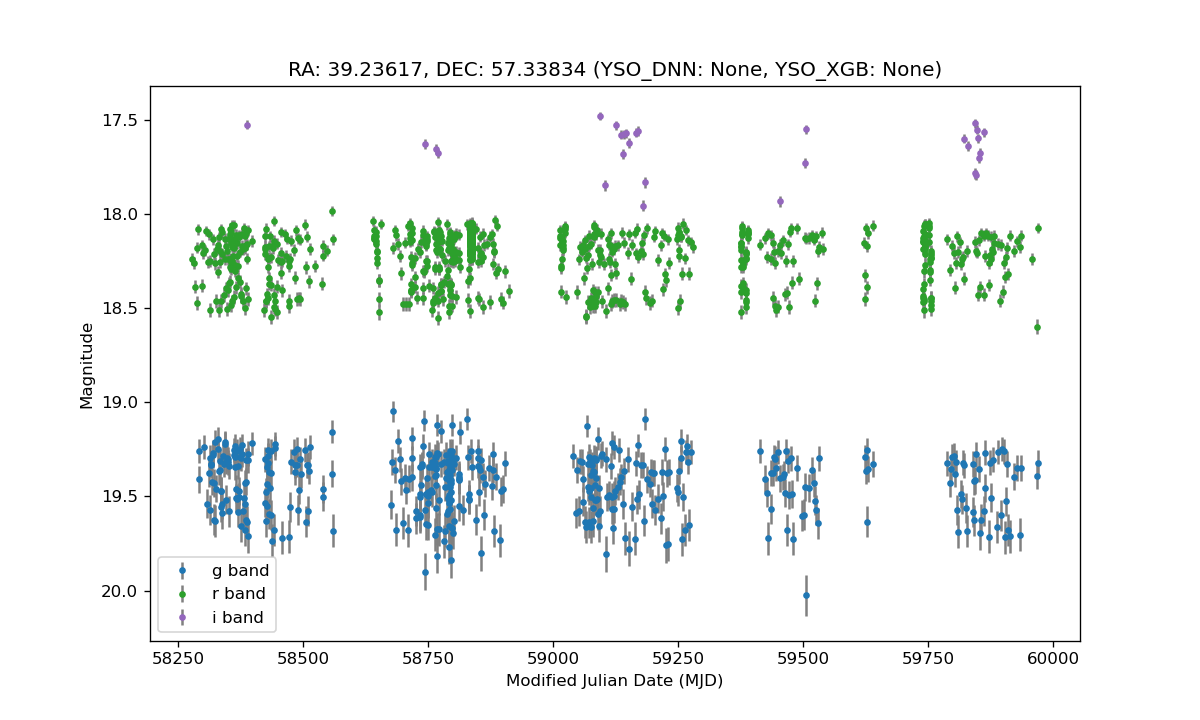 RA: 39.23617, DEC: 57.33834 (YSO_DNN: None, YSO_XGB: None)
17.5
18.0
18.5
19.0
19.5
20.0
Magnitude
g band
r band
i band
58250 58500 58750 59000 59250 59500 59750 60000
Modified Julian Date (MJD)